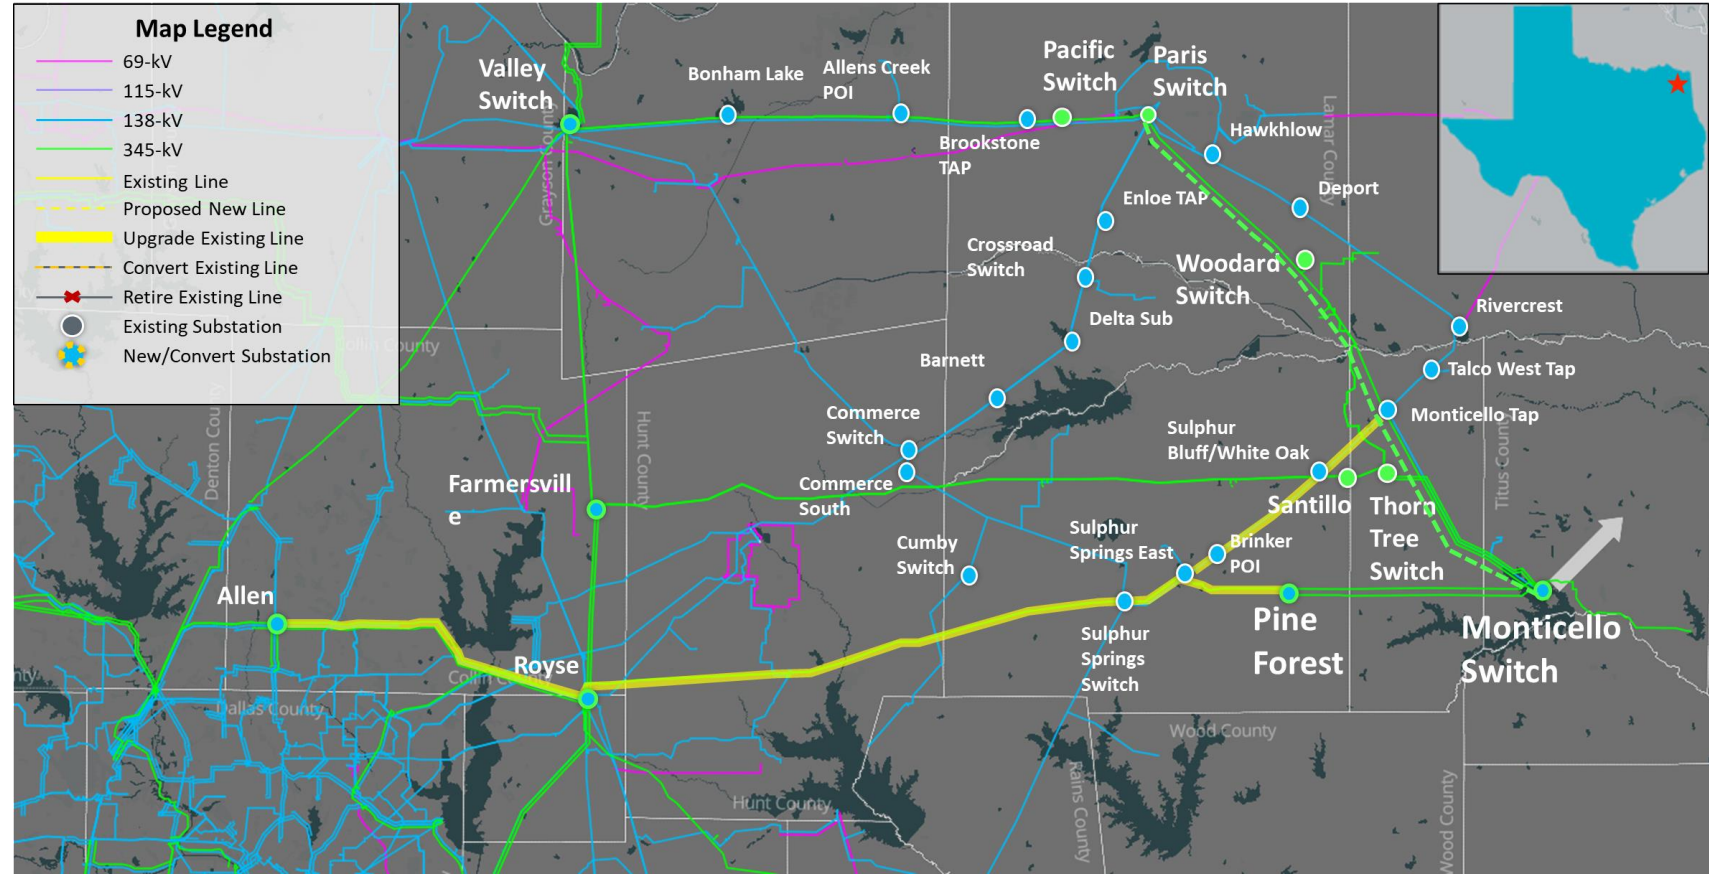 Map Legend
69-kV
115-kV
138-kV
345-kV
Existing Line
Proposed New Line
Upgrade Existing Line
Convert Existing Line
Retire Existing Line
Existing Substation
New/Convert Substation
Valley
Switch
Bonham Lake
Allens Creek
POI
Pacific
Switch
Paris
Switch
Brookstone
TAP
Hawkhlow
Lamar County
Grayson County
Enloe TAP
Deport
Crossroad
Switch
Woodard
Switch
Rivercrest
Delta Sub
Collin County
Barnett
Talco West Tap
Commerce
Switch
Monticello Tap
Sulphur
Bluff/White Oak
Denton County
Hunt County
Titus County
Farmersvill
e
Commerce
South
Santillo
Thorn
Tree
Switch
Sulphur
Springs East
Brinker
POI
Cumby
Switch
Allen
Pine
Forest
Monticello
Switch
Royse
Sulphur
Springs
Switch
nty
Collin County
Dallas County
Wood County
Hunt County
Rains County
Wood County